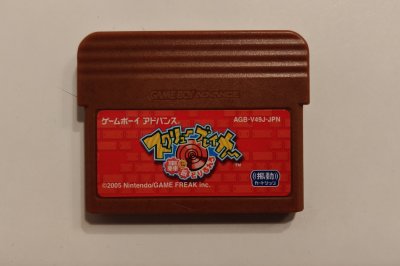 GAME BOY ADVANCE
ゲームボーイ アドバンス
AGB-V49J-JPN
スクリューブレイカー
™
©2005 Nintendo/GAME FREAK inc.
振動
カートリッジ